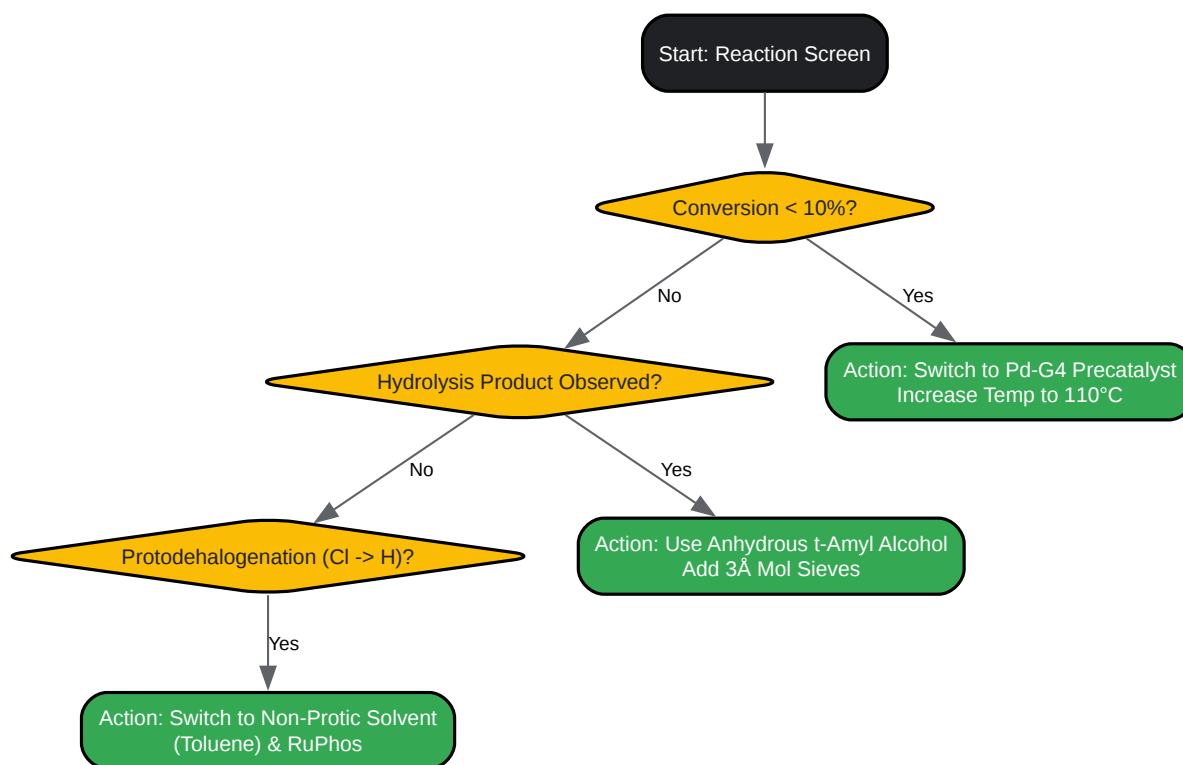 Start: Reaction Screen
Conversion < 10%?
No
Yes
Hydrolysis Product Observed?
Action: Switch to Pd-G4 Precatalyst
Increase Temp to 110°C
No
Yes
Protodehalogenation (Cl -> H)?
Action: Use Anhydrous t-Amyl Alcohol
Add 3Å Mol Sieves
Yes
Action: Switch to Non-Protic Solvent
(Toluene) & RuPhos